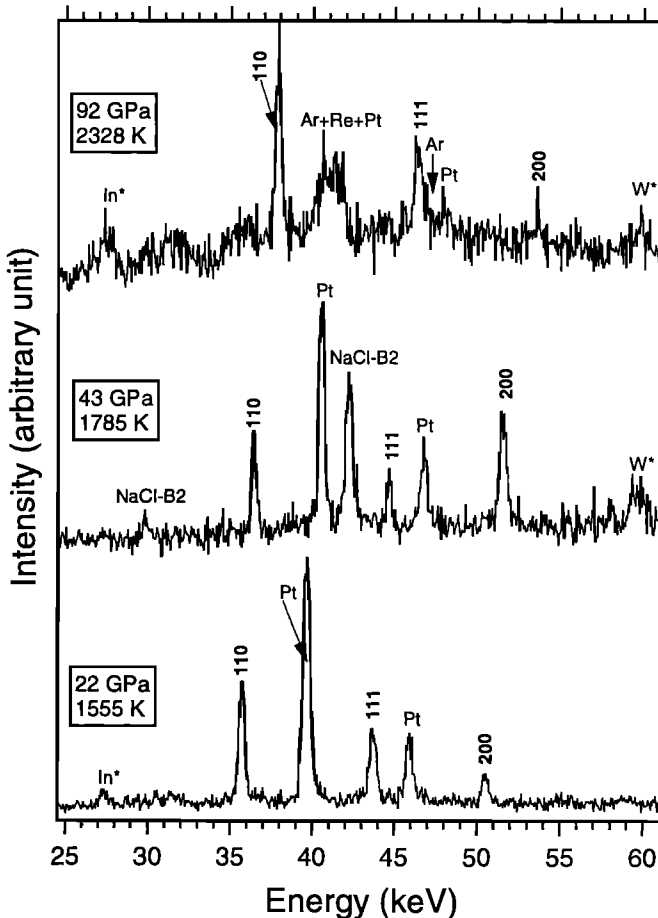 110
92 GPa
2328 K
Ar+Re+Pt
111
Ar
Pt
200
In*
W*
Pt
NaCl-B2
43 GPa
1785 K
110
200
111
Pt
W*
NaCl-B2
Pt
22 GPa
1555 K
110
111
Pt
200
In*
Intensity (arbitrary unit)
25 30 35 40 45 50 55 60
Energy (keV)